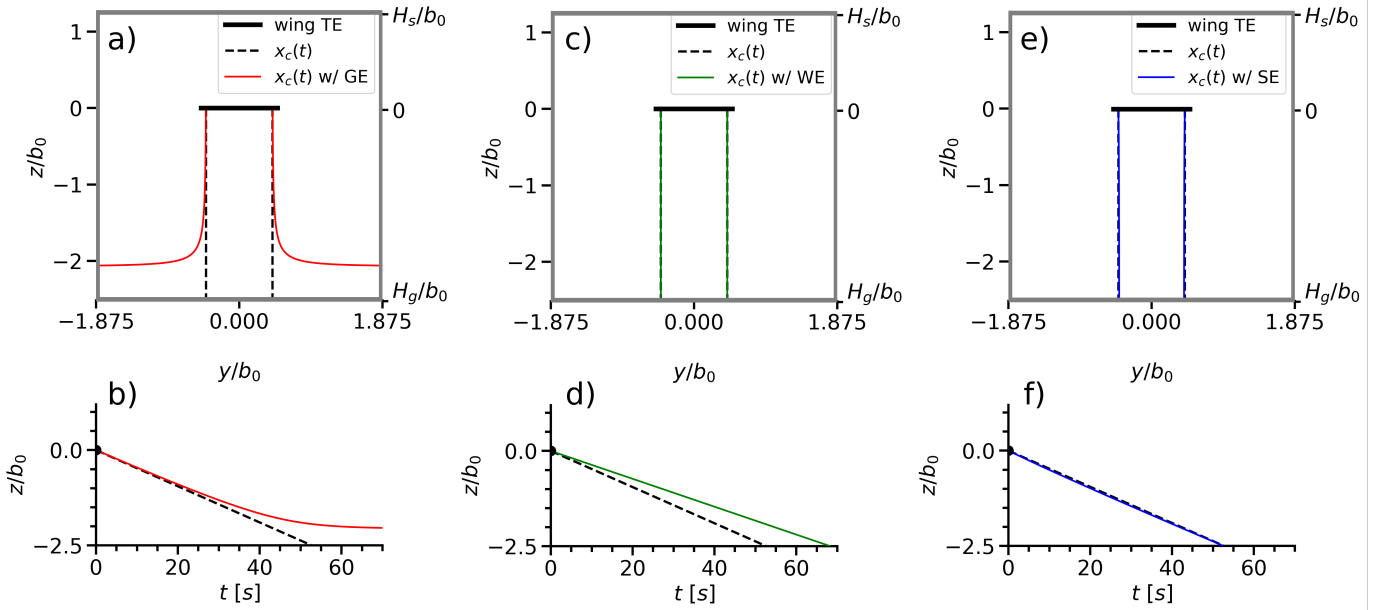 a)
wing TE
x_c(t)
x_c(t) w/ GE
H_s/b_0
0
H_g/b_0
1
0
−1
−2
z/b_0
−1.875 0.000 1.875
y/b_0
c)
wing TE
x_c(t)
x_c(t) w/ WE
H_s/b_0
0
H_g/b_0
1
0
−1
−2
z/b_0
−1.875 0.000 1.875
y/b_0
e)
wing TE
x_c(t)
x_c(t) w/ SE
H_s/b_0
0
H_g/b_0
1
0
−1
−2
z/b_0
−1.875 0.000 1.875
y/b_0
b)
0.0
−2.5
z/b_0
0 20 40 60
t [s]
d)
0.0
−2.5
z/b_0
0 20 40 60
t [s]
f)
0.0
−2.5
z/b_0
0 20 40 60
t [s]